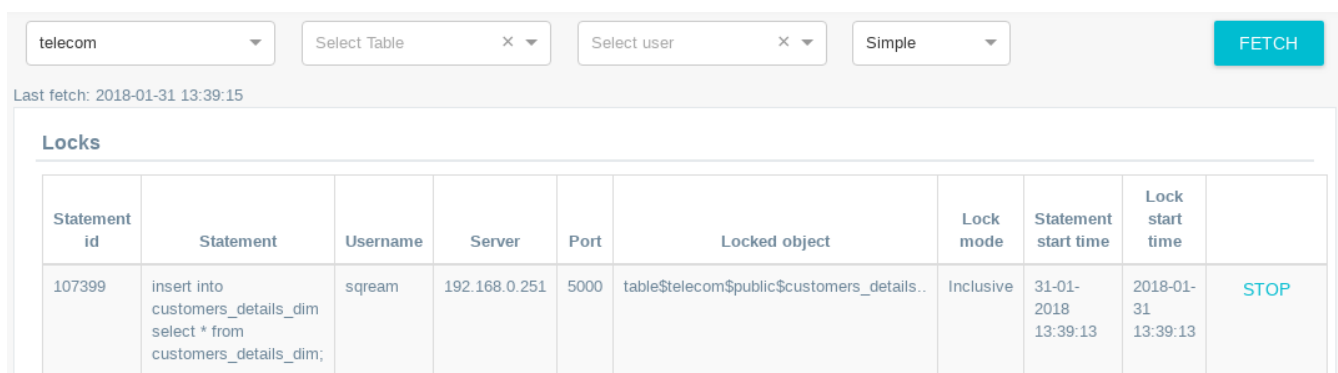 telecom Select Table × Select user × Simple FETCH
Last fetch: 2018-01-31 13:39:15
Locks
Statement id Statement Username Server Port Locked object Lock mode Statement start time Lock start time
107399 insert into sqream 192.168.0.251 5000 table$telecom$public$customers_details.. Inclusive 31-01- 2018-01- STOP
customers_details_dim 2018 31
select * from 13:39:13 13:39:13
customers_details_dim;